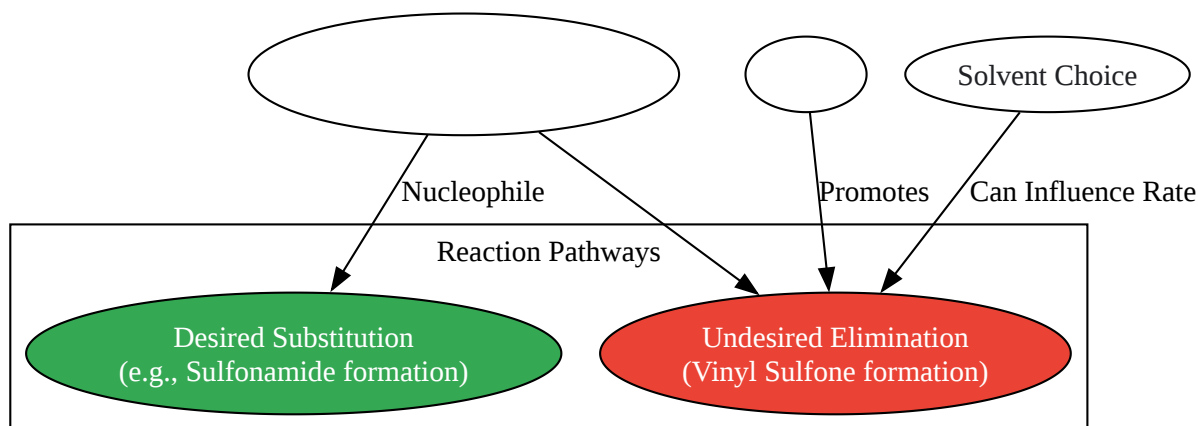 Solvent Choice
Nucleophile
Promotes
Can Influence Rate
Reaction Pathways
Desired Substitution
(e.g., Sulfonamide formation)
Undesired Elimination
(Vinyl Sulfone formation)